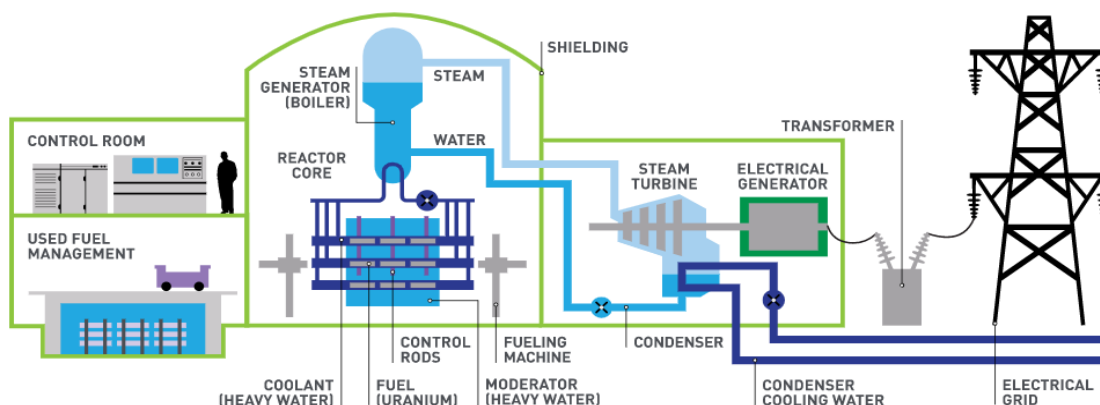 SHIELDING
STEAM
GENERATOR
(BOILER)
STEAM
TRANSFORMER
CONTROL ROOM
WATER
REACTOR
CORE
STEAM
TURBINE
ELECTRICAL
GENERATOR
USED FUEL
MANAGEMENT
CONTROL
RODS
FUELING
MACHINE
CONDENSER
COOLANT
(HEAVY WATER)
FUEL
(URANIUM)
MODERATOR
(HEAVY WATER)
CONDENSER
COOLING WATER
ELECTRICAL
GRID